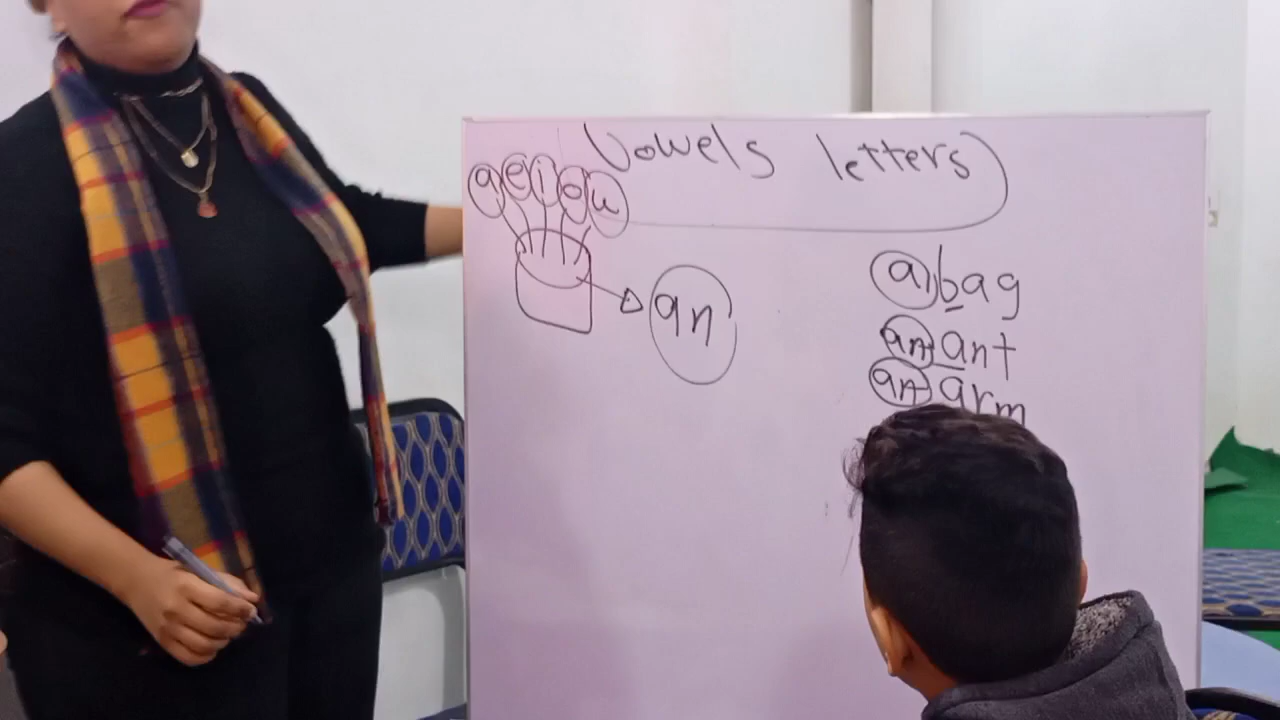 Vowels letters
a e i o u
an
a bag
an ant
an arm